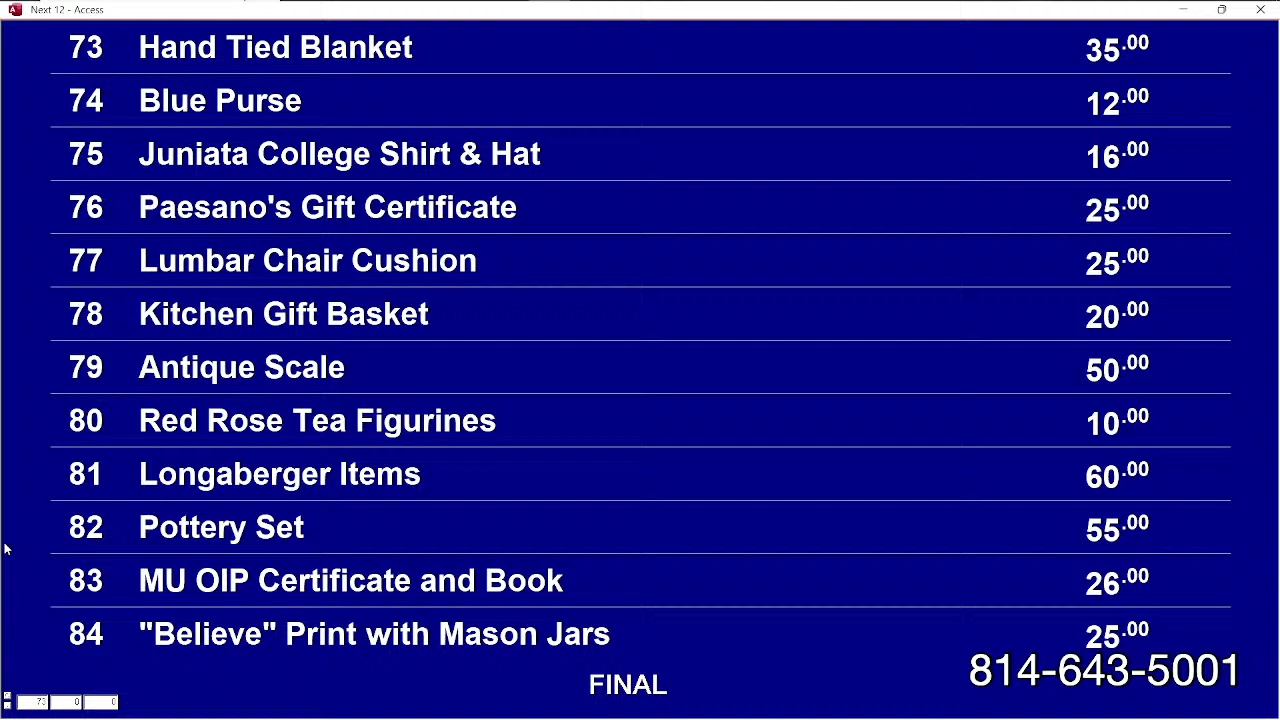 Next 12 - Access
73 Hand Tied Blanket 35.00
74 Blue Purse 12.00
75 Juniata College Shirt & Hat 16.00
76 Paesano's Gift Certificate 25.00
77 Lumbar Chair Cushion 25.00
78 Kitchen Gift Basket 20.00
79 Antique Scale 50.00
80 Red Rose Tea Figurines 10.00
81 Longaberger Items 60.00
82 Pottery Set 55.00
83 MU OIP Certificate and Book 26.00
84 "Believe" Print with Mason Jars 25.00
814-643-5001
FINAL
73 0 0